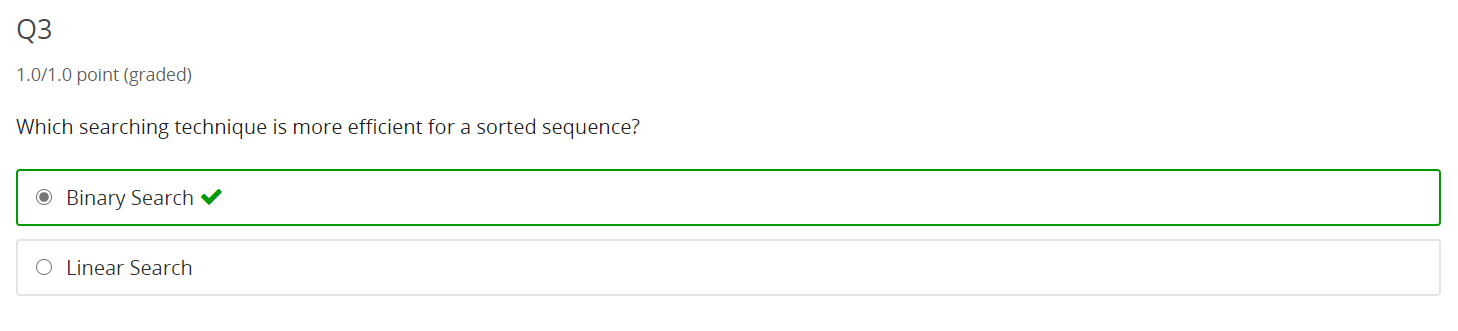 Q3
1.0/1.0 point (graded)
Which searching technique is more efficient for a sorted sequence?
Binary Search
Linear Search